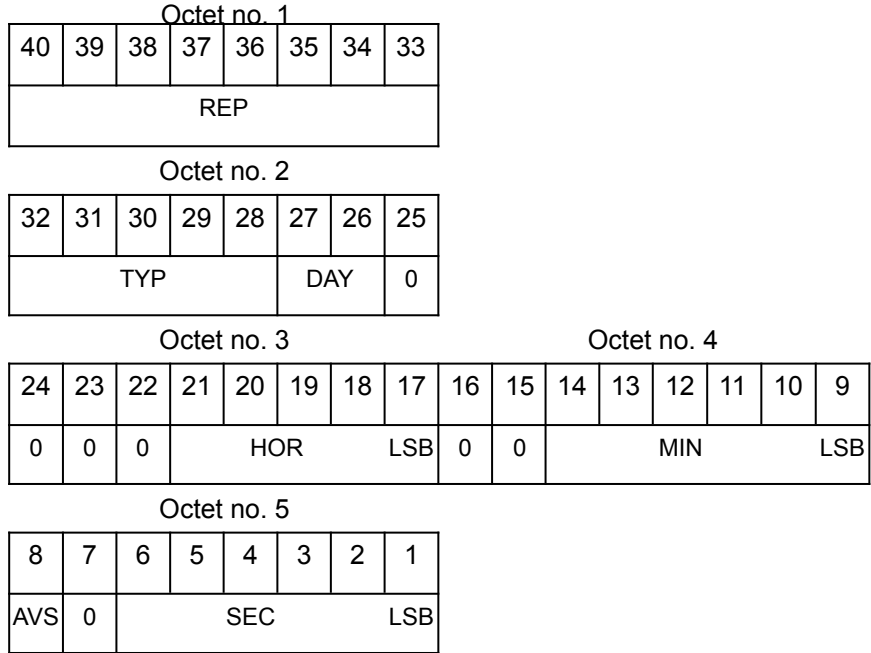 Octet no. 1
40 39 38 37 36 35 34 33
REP
Octet no. 2
32 31 30 29 28 27 26 25
TYP DAY 0
Octet no. 3 Octet no. 4
24 23 22 21 20 19 18 17 16 15 14 13 12 11 10 9
0 0 0 HOR LSB 0 0 MIN LSB
Octet no. 5
8 7 6 5 4 3 2 1
AVS 0 SEC LSB